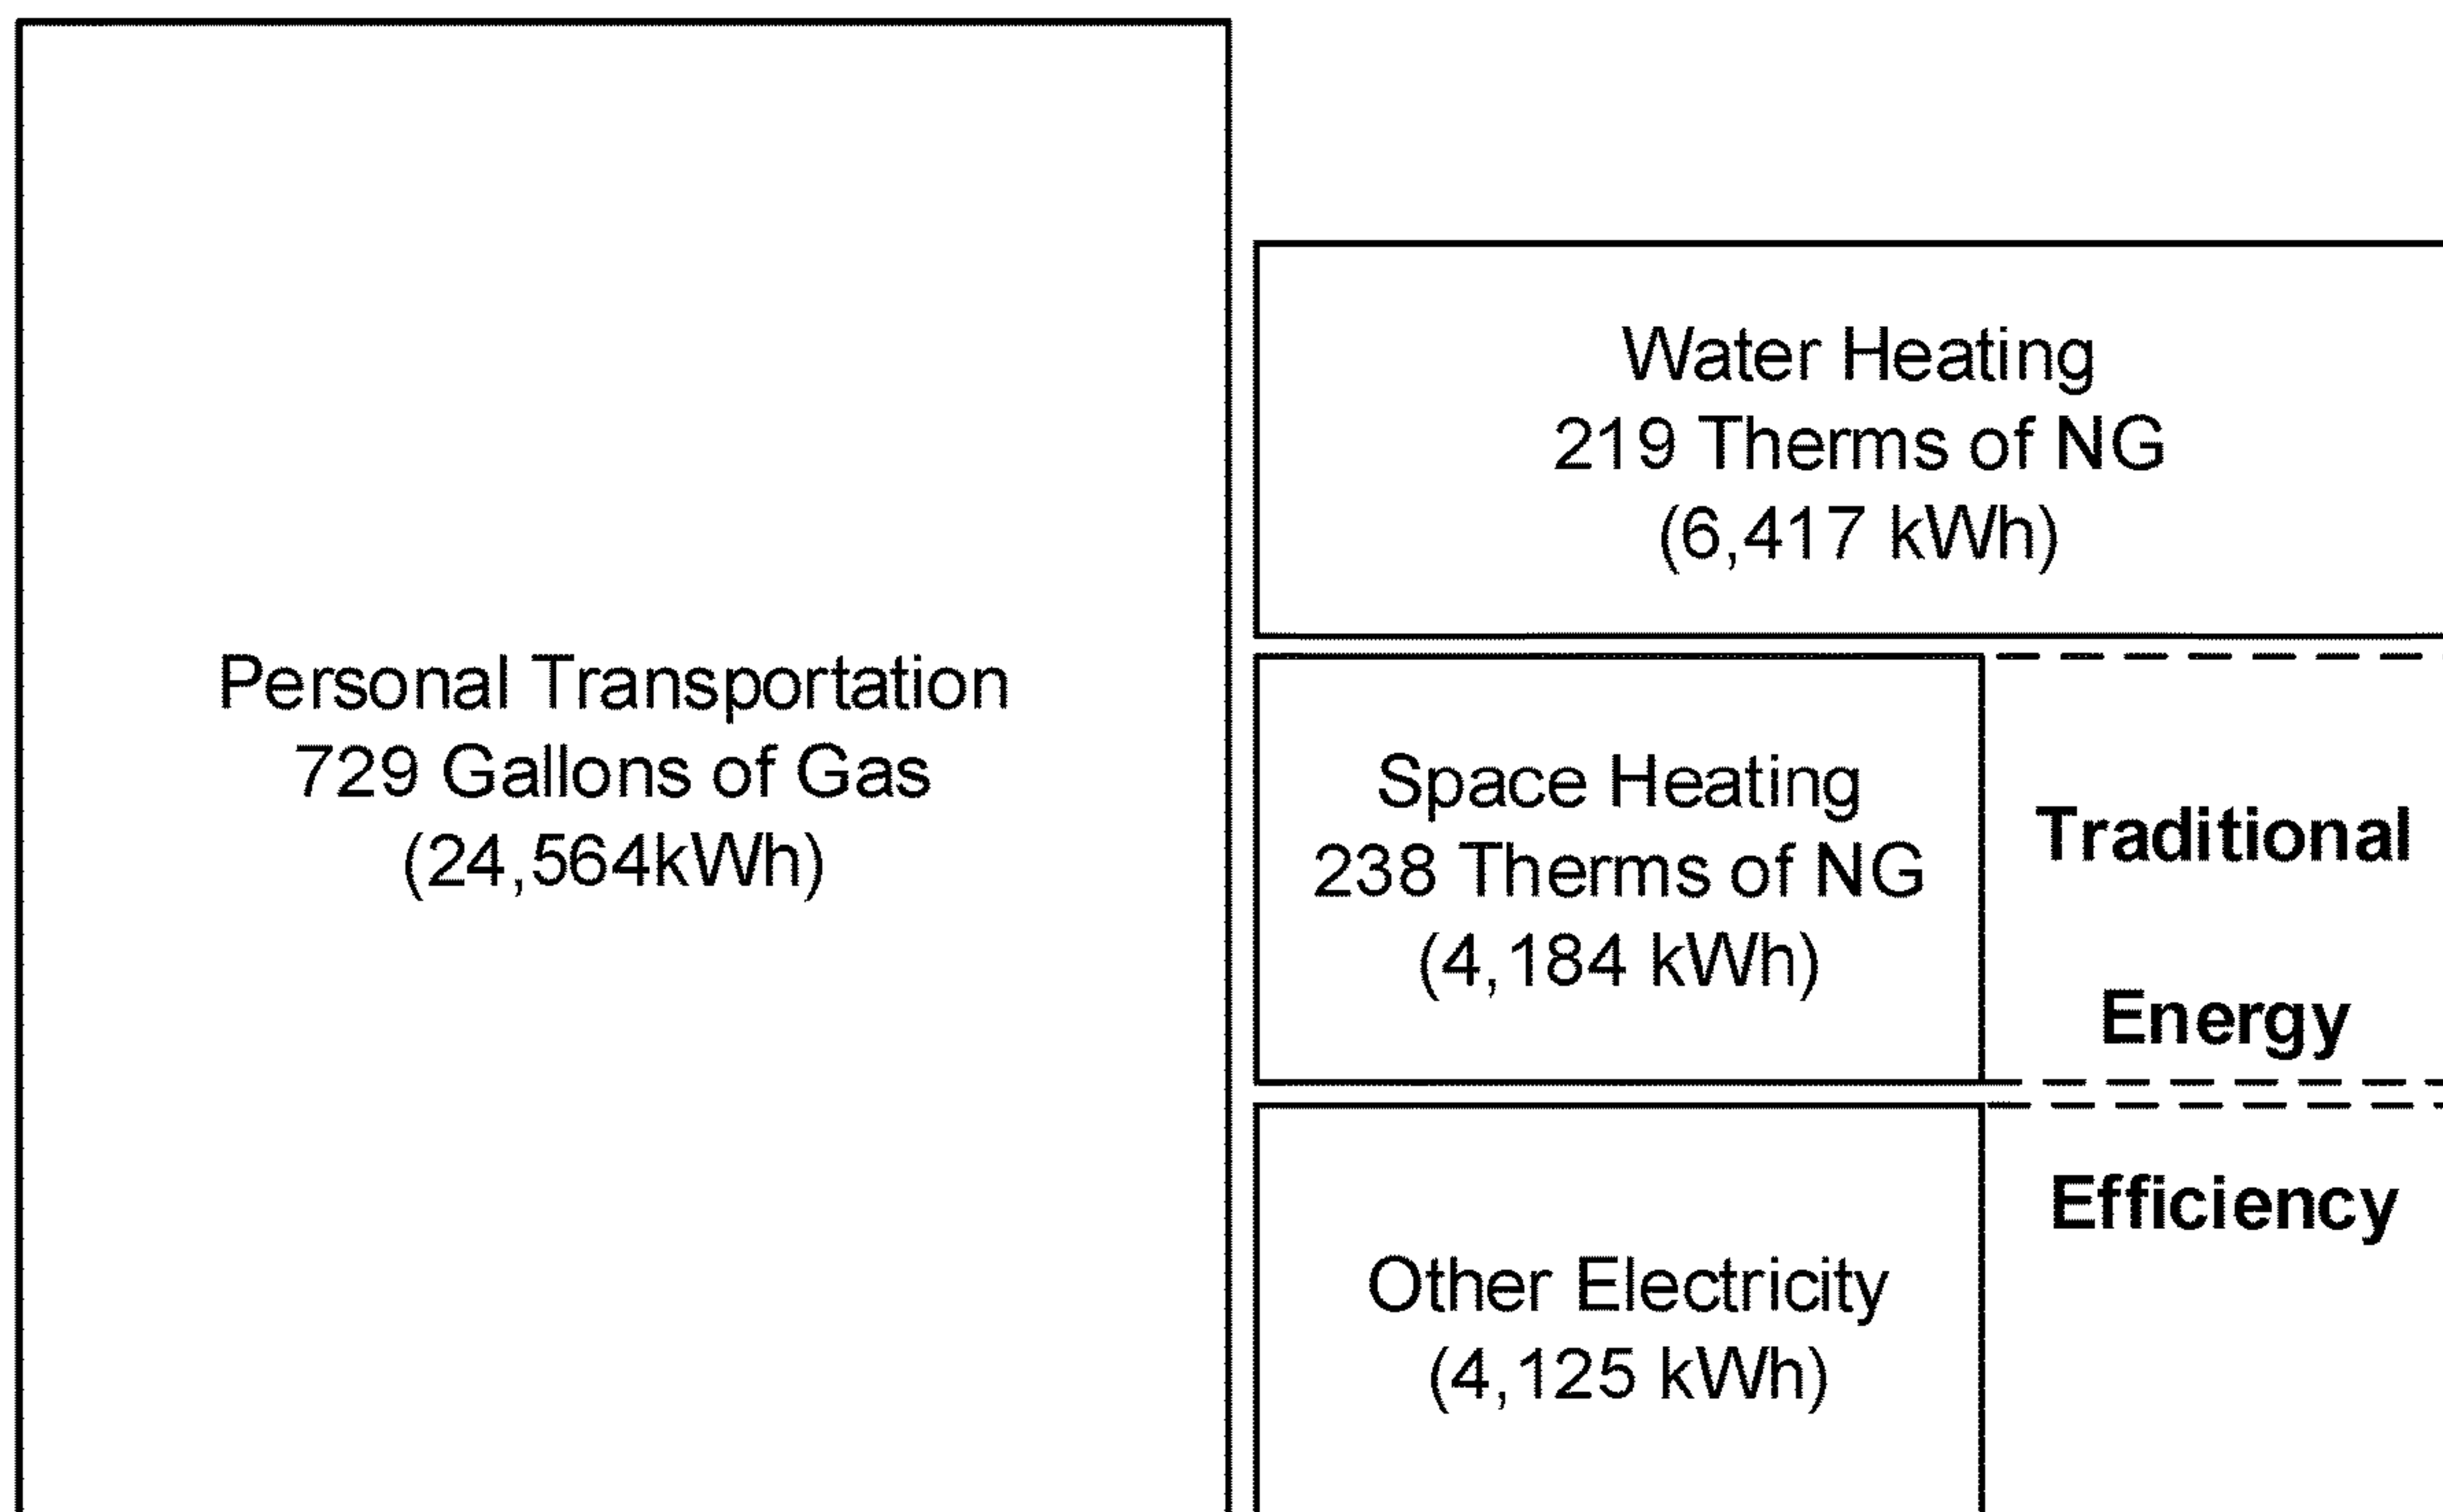 Personal Transportation
729 Gallons of Gas
(24,564kWh)
Water Heating
219 Therms of NG
(6,417 kWh)
Space Heating
238 Therms of NG
(4,184 kWh)
Traditional
Energy
Efficiency
Other Electricity
(4,125 kWh)